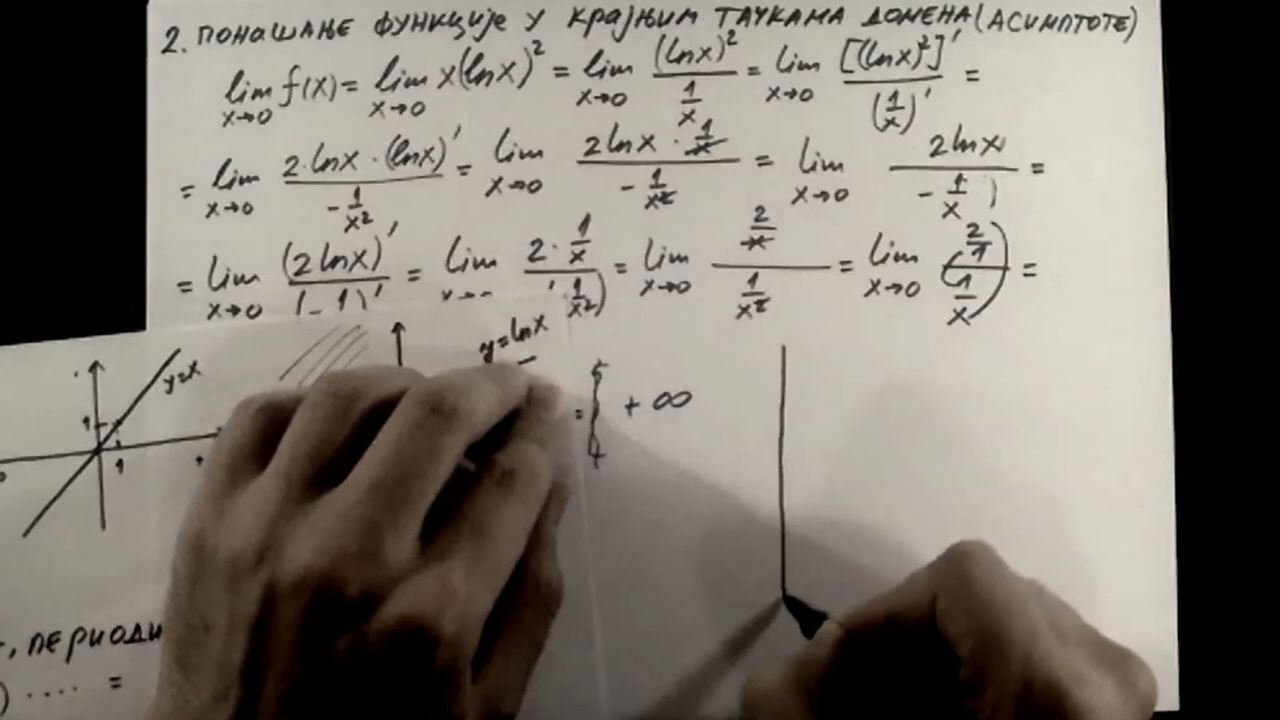 2. ПОНАШАЊЕ ФУНКЦИЈЕ У КРАЈЊИМ ТАЧКАМА ДОМЕНА (АСИМПТОТЕ)
lim x→0 f(x) = lim x→0 x(lnx)² = lim x→0 (lnx)² / (1/x) = lim x→0 [(lnx)²]' / (1/x)' =
= lim x→0 2·lnx·(lnx)' / (-1/x²) = lim x→0 2lnx·1/x / (-1/x²) = lim x→0 2lnx / (-1/x) =
= lim x→0 (2lnx)' / (-1)' = lim 2·1/x / (1/x²) = lim x→0 (2/x) / (1/x²) = lim x→0 (2/1) / (1/x) =
y=x y=lnx
1
1
= + ∞
, ПЕРИОДИ
) .... =